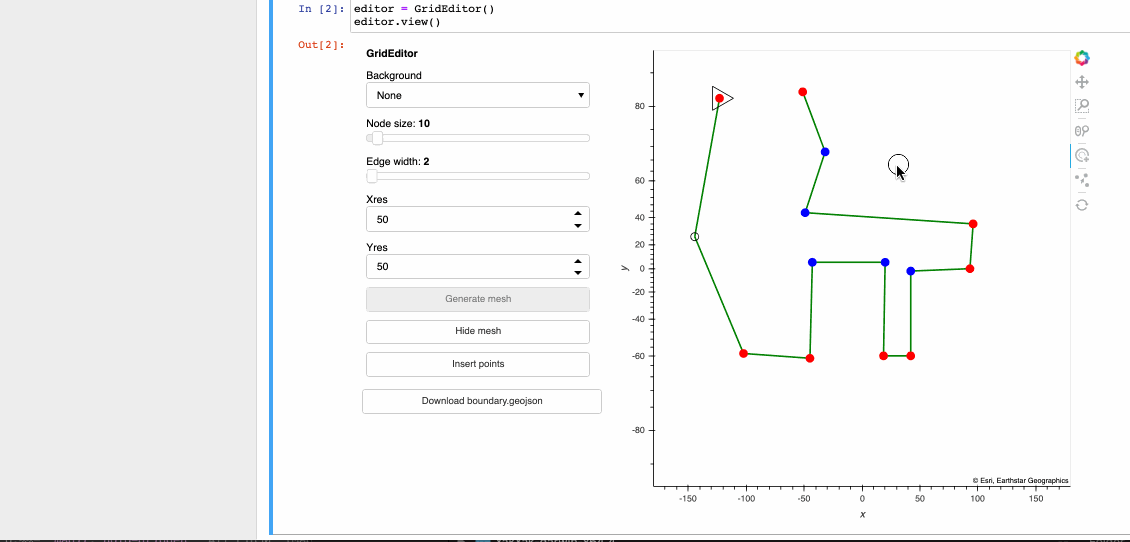 In [2]: editor = GridEditor()
editor.view()
Out[2]:
GridEditor
Background
None
Node size: 10
Edge width: 2
Xres
50
Yres
50
Generate mesh
Hide mesh
Insert points
Download boundary.geojson
80
60
40
20
0
-20
-40
-60
-80
y
© Esri, Earthstar Geographics
-150 -100 -50 0 50 100 150
x